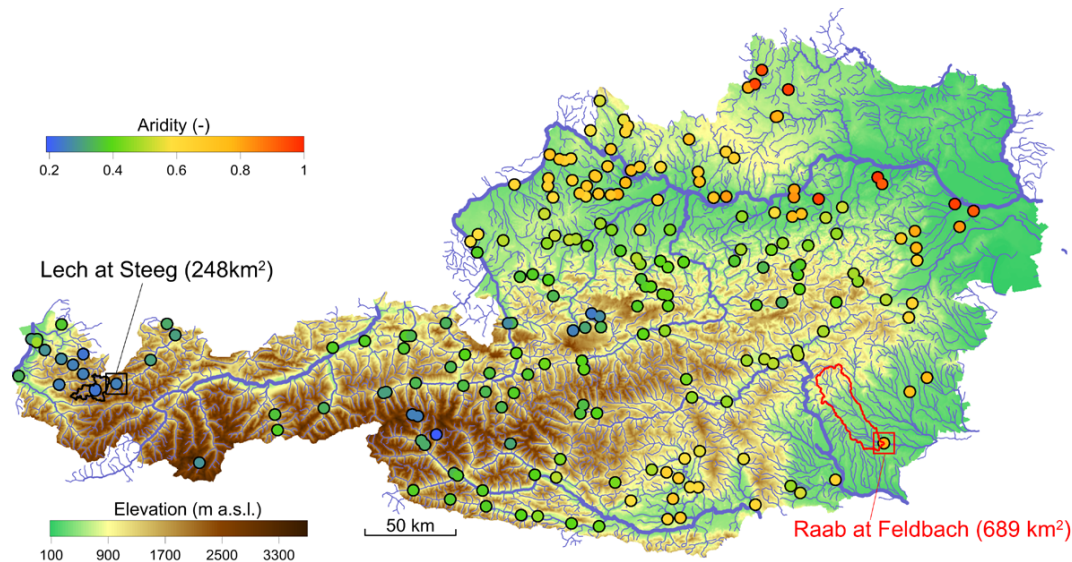 Aridity (-)
0.2 0.4 0.6 0.8 1
Lech at Steeg (248km²)
Elevation (m a.s.l.)
100 900 1700 2500 3300
50 km
Raab at Feldbach (689 km²)